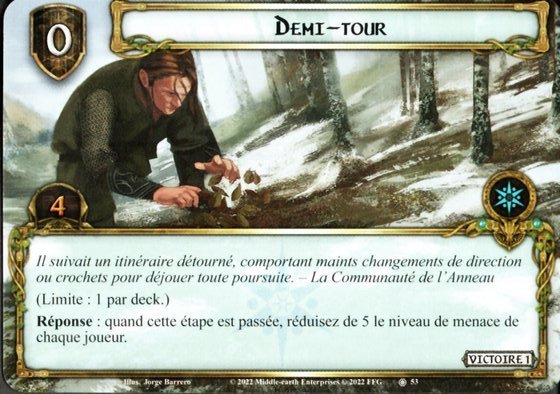 0
DEMI-TOUR
4
Il suivait un itinéraire détourné, comportant maints changements de direction
ou crochets pour déjouer toute poursuite. – La Communauté de l'Anneau
(Limite : 1 par deck.)
Réponse : quand cette étape est passée, réduisez de 5 le niveau de menace de
chaque joueur.
VICTOIRE 1
Illus. Jorge Barrero © 2022 Middle-earth Enterprises © 2022 FFG 53